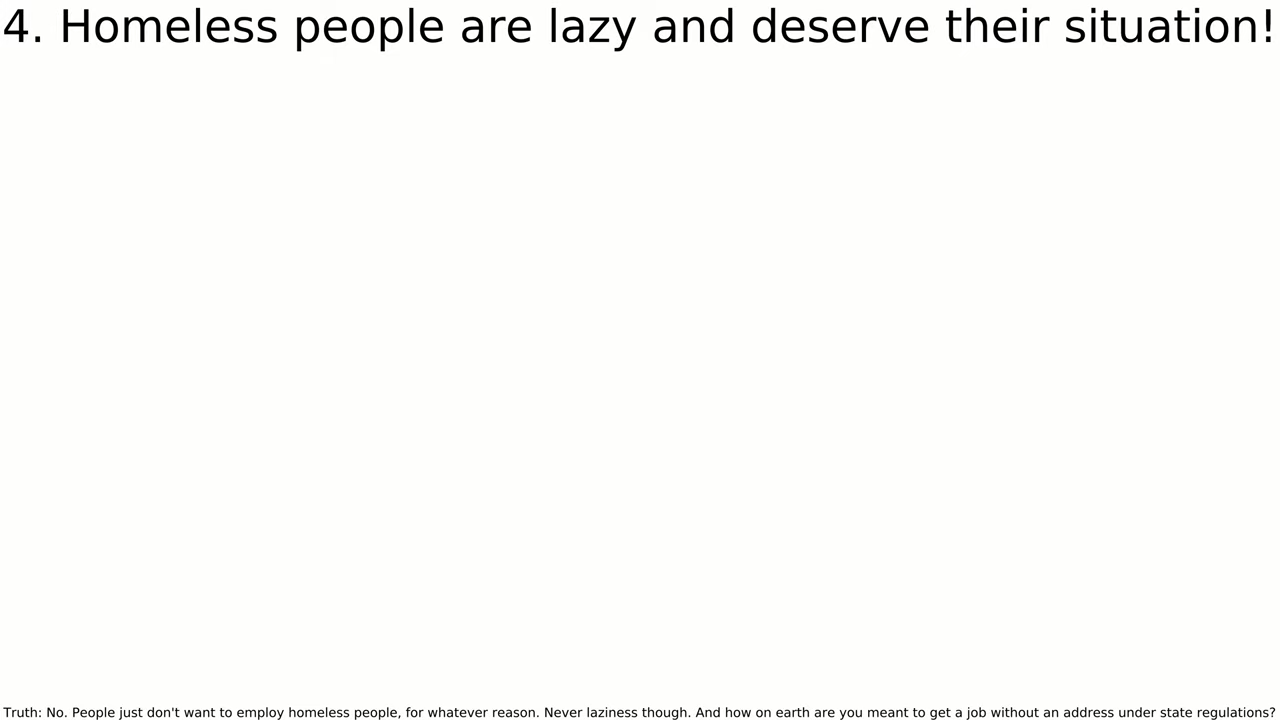 4. Homeless people are lazy and deserve their situation!
Truth: No. People just don't want to employ homeless people, for whatever reason. Never laziness though. And how on earth are you meant to get a job without an address under state regulations?